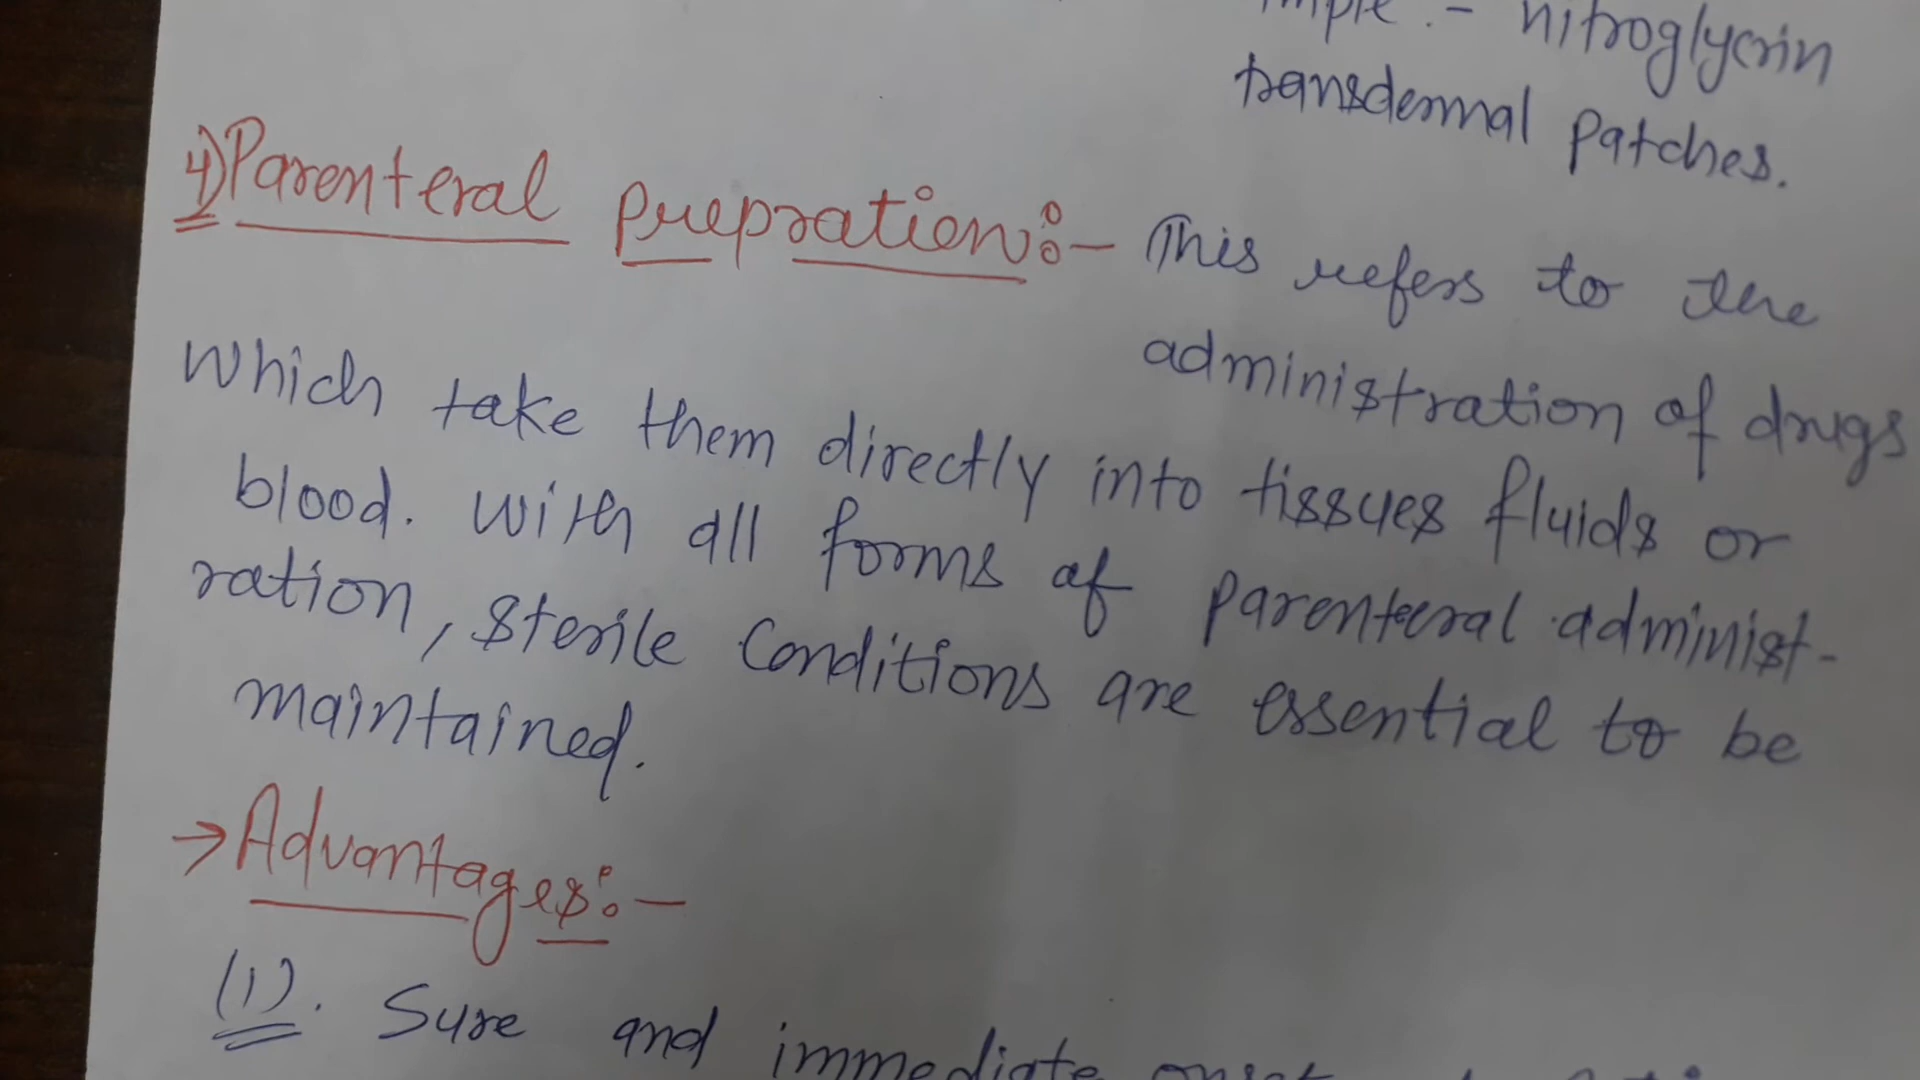 nitroglycerin
transdermal Patches.
4) Parenteral Prepration:- This refers to the
administration of drugs
Which take them directly into tissues fluids or
blood. With all forms of Parenteral administ-
ration, sterile Conditions are essential to be
maintained.
→ Advantages:-
(1). Sure and immediate onset